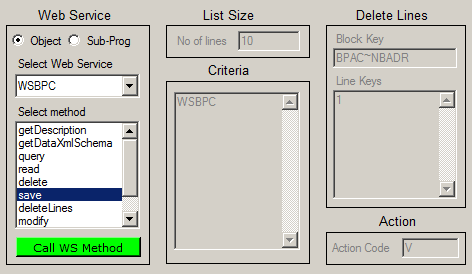 Web Service
Object Sub-Prog
Select Web Service
WSBPC
Select method
getDescription
getDataXmlSchema
query
read
delete
save
deleteLines
modify
Call WS Method
List Size
No of lines 10
Criteria
WSBPC
Delete Lines
Block Key
BPAC~NBADR
Line Keys
1
Action
Action Code V